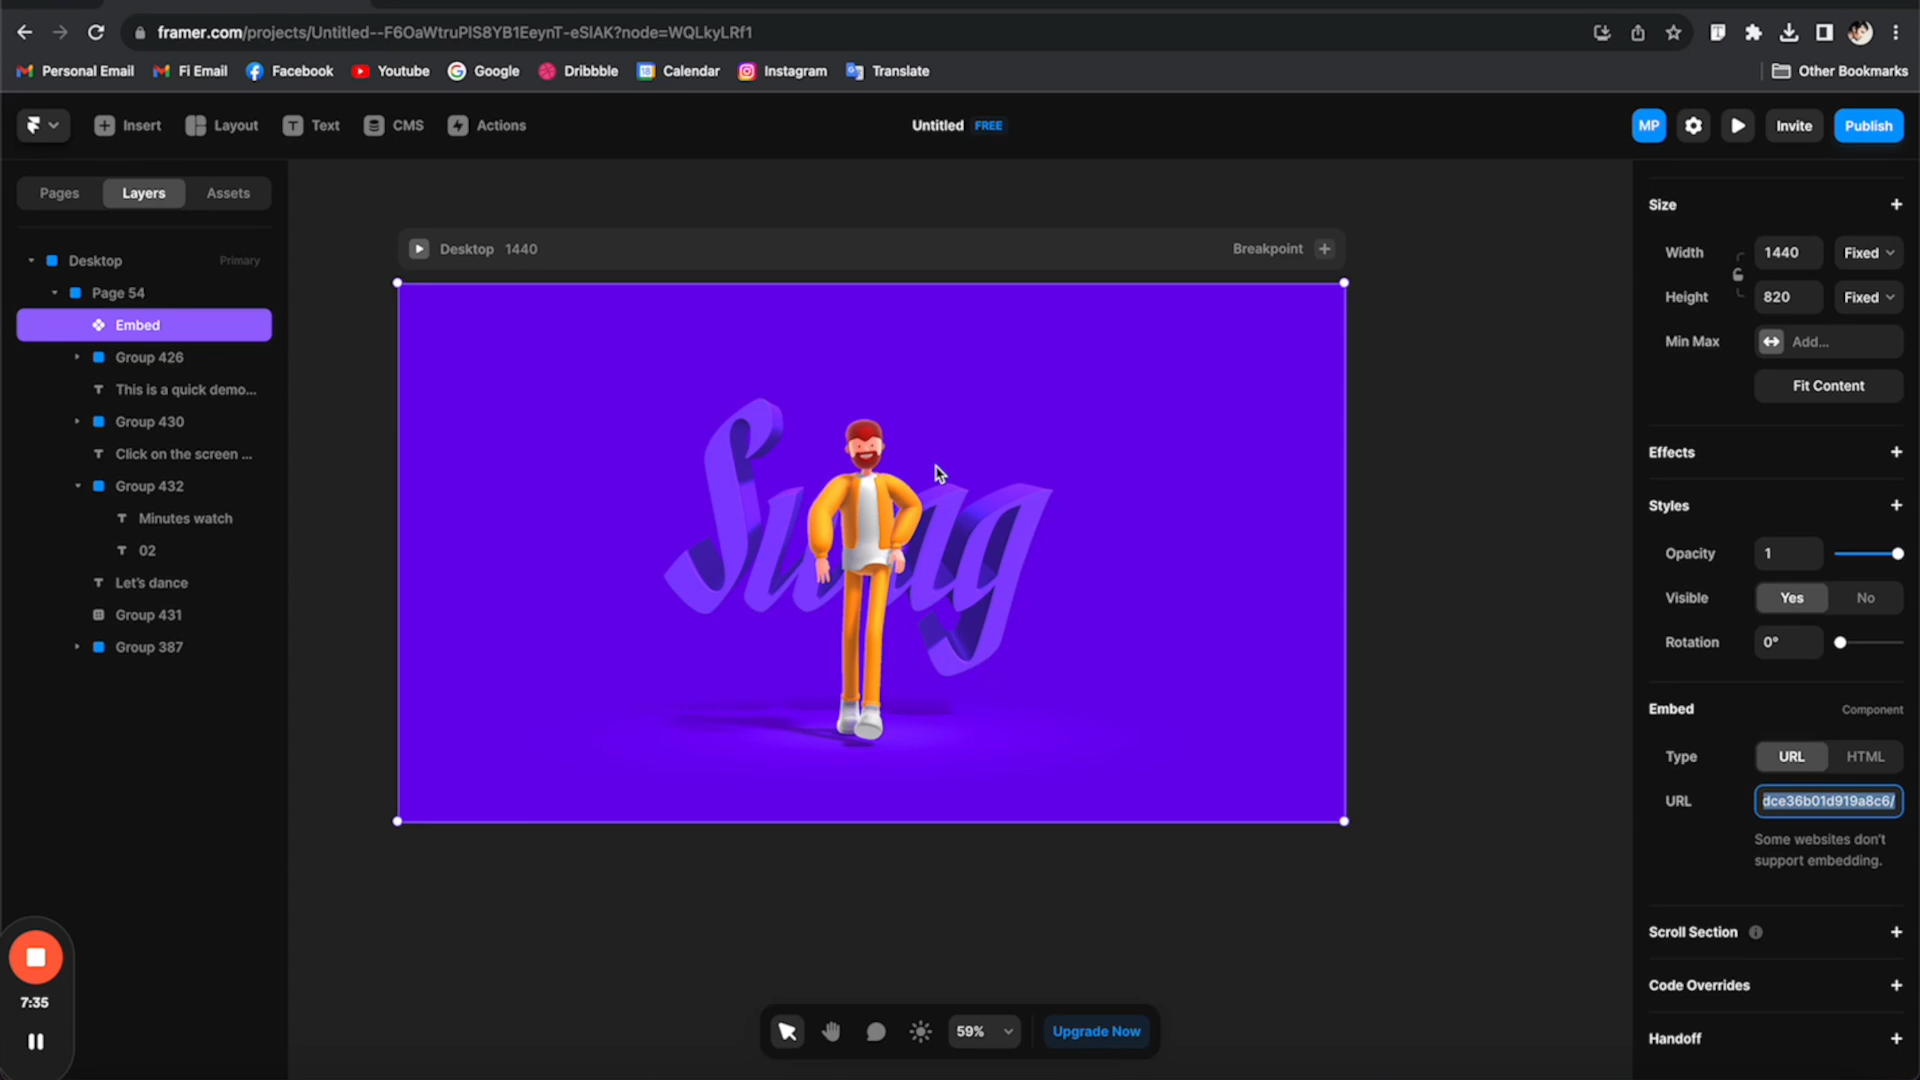 framer.com/projects/Untitled--F6OaWtruPlS8YB1EeynT-eSlAK?node=WQLkyLRf1
Personal Email
Fi Email
Facebook
Youtube
Google
Dribbble
Calendar
Instagram
Translate
Other Bookmarks
Insert
Layout
Text
CMS
Actions
Untitled FREE
MP
Invite
Publish
Pages
Layers
Assets
Desktop Primary
Page 54
Embed
Group 426
This is a quick demo...
Group 430
Click on the screen ...
Group 432
Minutes watch
02
Let's dance
Group 431
Group 387
7:35
Desktop 1440
Breakpoint
Swag
59%
Upgrade Now
Size
Width 1440 Fixed
Height 820 Fixed
Min Max Add...
Fit Content
Effects
Styles
Opacity 1
Visible Yes No
Rotation 0°
Embed Component
Type URL HTML
URL dce36b01d919a8c6/
Some websites don't
support embedding.
Scroll Section
Code Overrides
Handoff